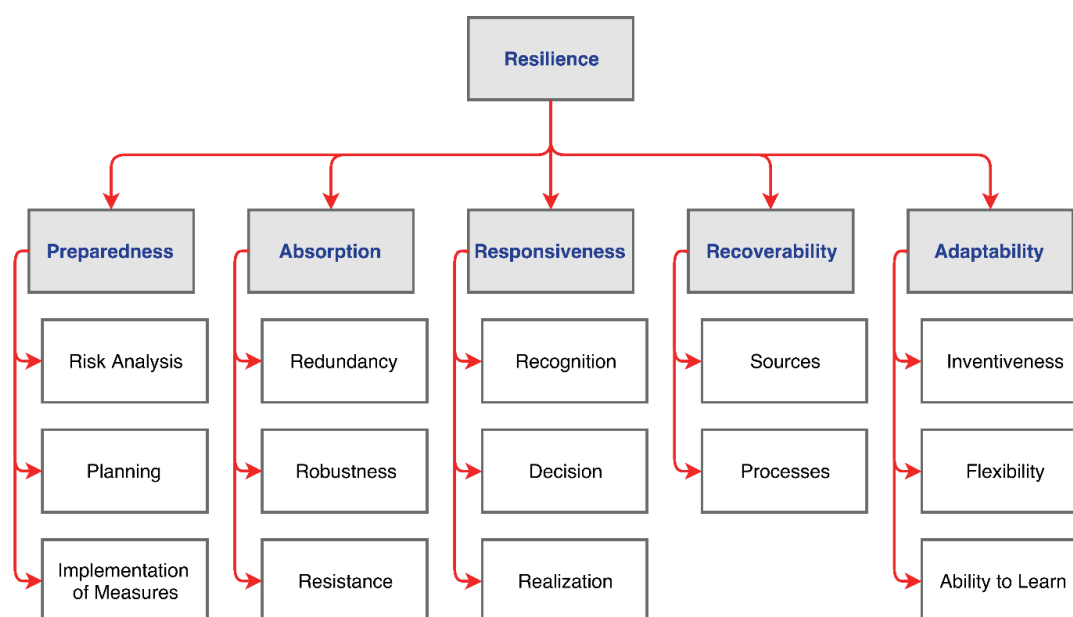 Resilience
Preparedness
Absorption
Responsiveness
Recoverability
Adaptability
Risk Analysis
Redundancy
Recognition
Sources
Inventiveness
Planning
Robustness
Decision
Processes
Flexibility
Implementation
of Measures
Resistance
Realization
Ability to Learn